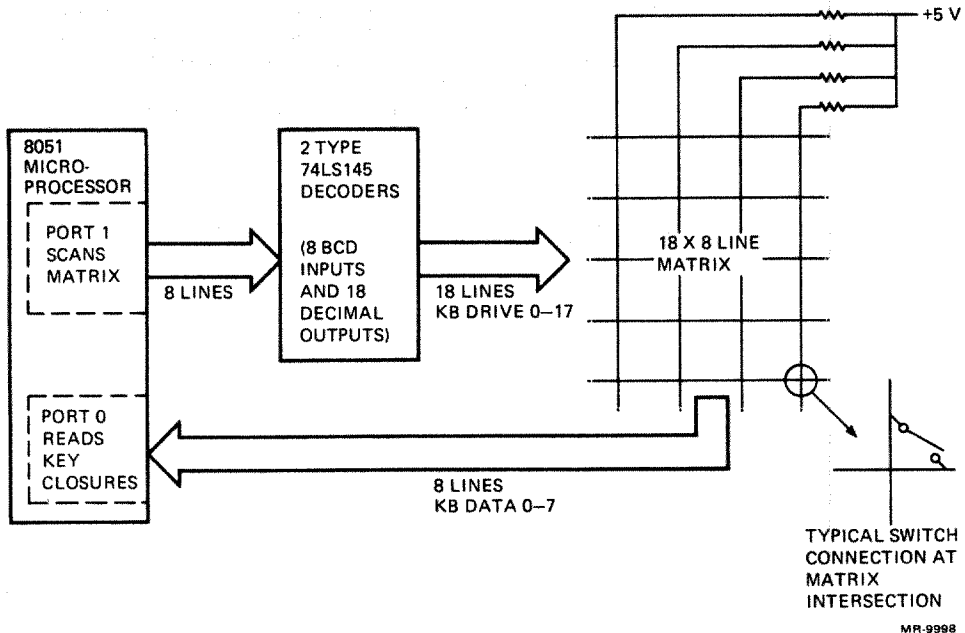 +5 V
8051
MICRO-
PROCESSOR
PORT 1
SCANS
MATRIX
8 LINES
2 TYPE
74LS145
DECODERS
(8 BCD
INPUTS
AND 18
DECIMAL
OUTPUTS)
18 LINES
KB DRIVE 0–17
18 X 8 LINE
MATRIX
PORT 0
READS
KEY
CLOSURES
8 LINES
KB DATA 0–7
TYPICAL SWITCH
CONNECTION AT
MATRIX
INTERSECTION
MR-9998